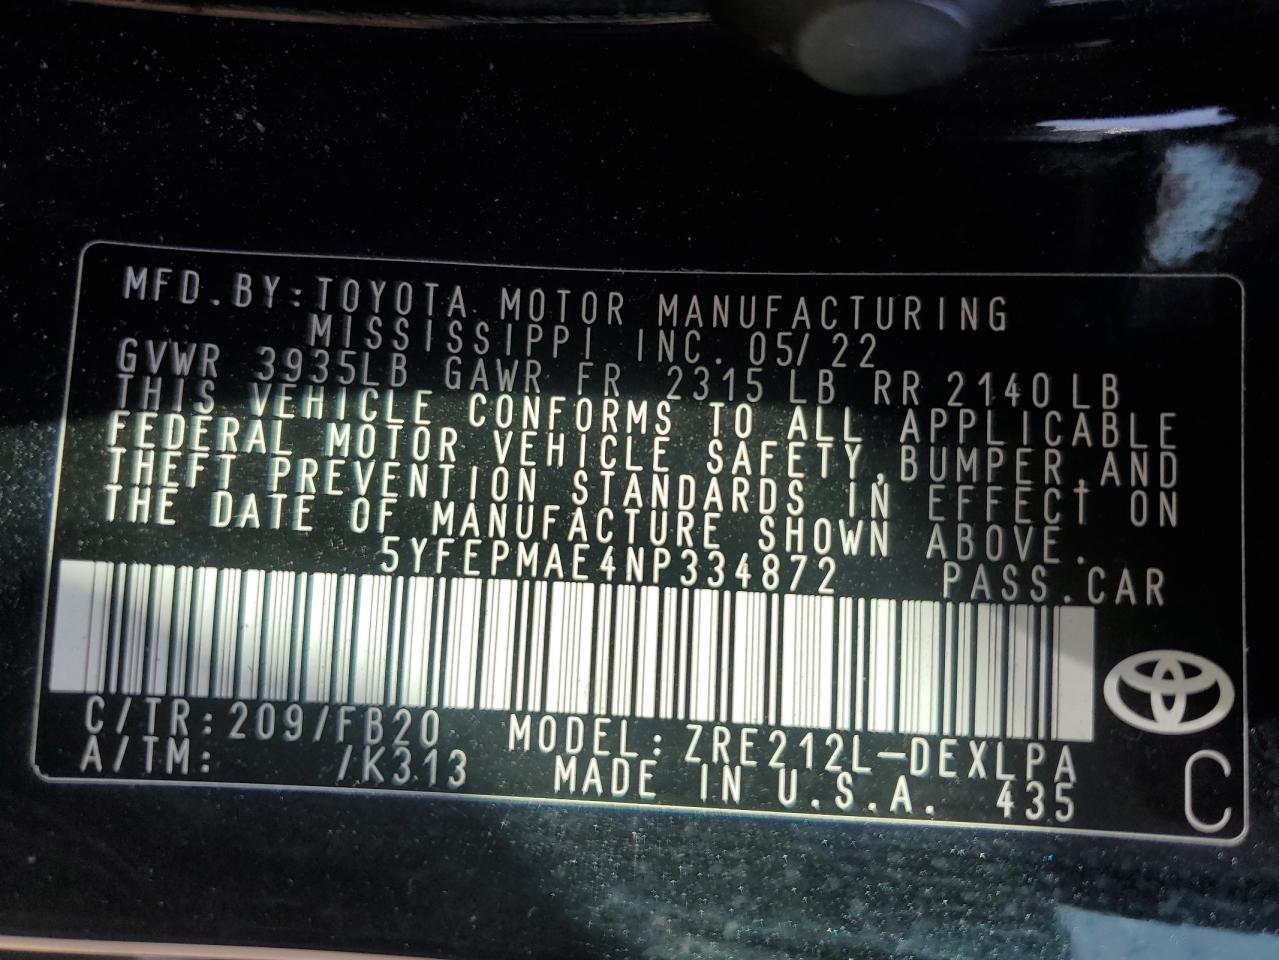 MFD.BY:TOYOTA MOTOR MANUFACTURING
MISSISSIPPI INC. 05/22
GVWR 3935LB GAWR FR 2315LB RR 2140LB
THIS VEHICLE CONFORMS TO ALL APPLICABLE
FEDERAL MOTOR VEHICLE SAFETY,BUMPER,AND
THEFT PREVENTION STANDARDS IN EFFECT ON
THE DATE OF MANUFACTURE SHOWN ABOVE.
5YFEPMAE4NP334872 PASS.CAR
C/TR:209/FB20 MODEL:ZRE212L-DEXLPA
A/TM: /K313 MADE IN U.S.A. 435
C